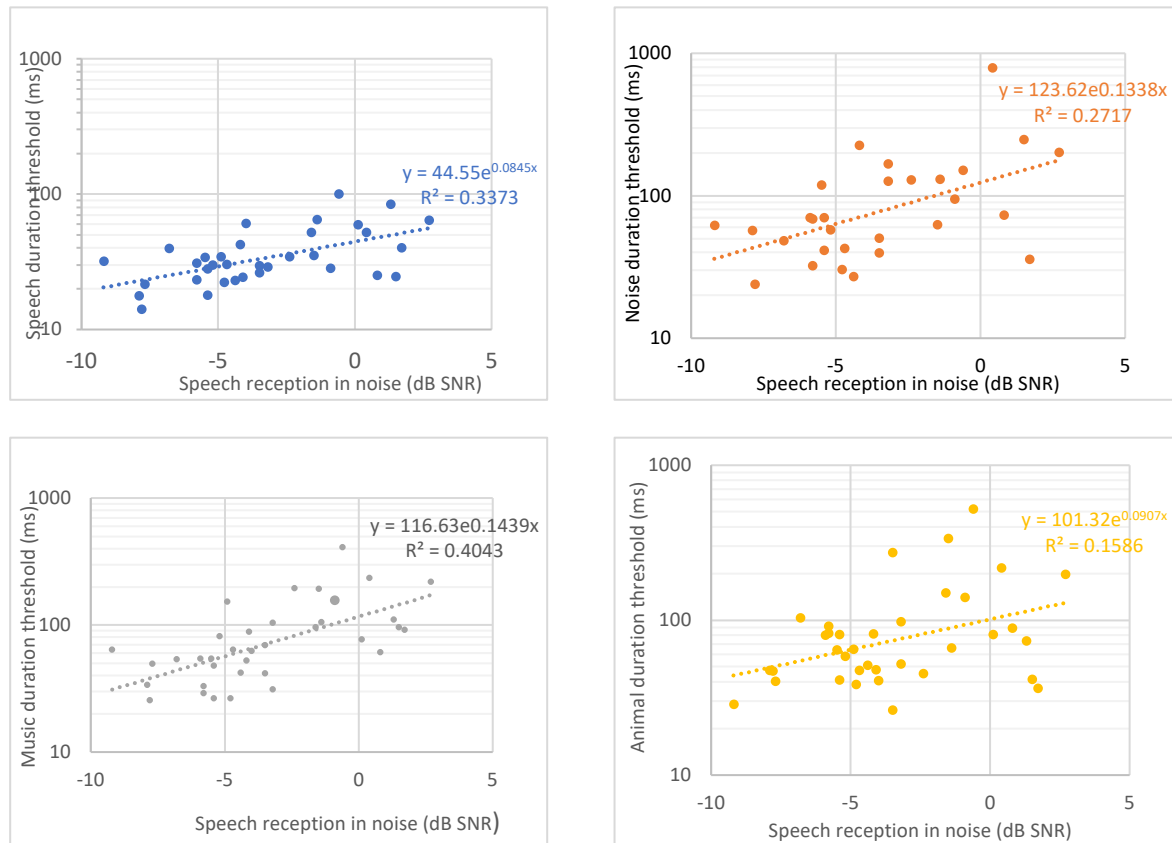 1000
100
10
Speech duration threshold (ms)
y = 44.55e^0.0845x
R² = 0.3373
-10 -5 0 5
Speech reception in noise (dB SNR)
1000
100
10
Noise duration threshold (ms)
y = 123.62e0.1338x
R² = 0.2717
-10 -5 0 5
Speech reception in noise (dB SNR)
1000
100
10
Music duration threshold (ms)
y = 116.63e0.1439x
R² = 0.4043
-10 -5 0 5
Speech reception in noise (dB SNR)
1000
100
10
Animal duration threshold (ms)
y = 101.32e^0.0907x
R² = 0.1586
-10 -5 0 5
Speech reception in noise (dB SNR)